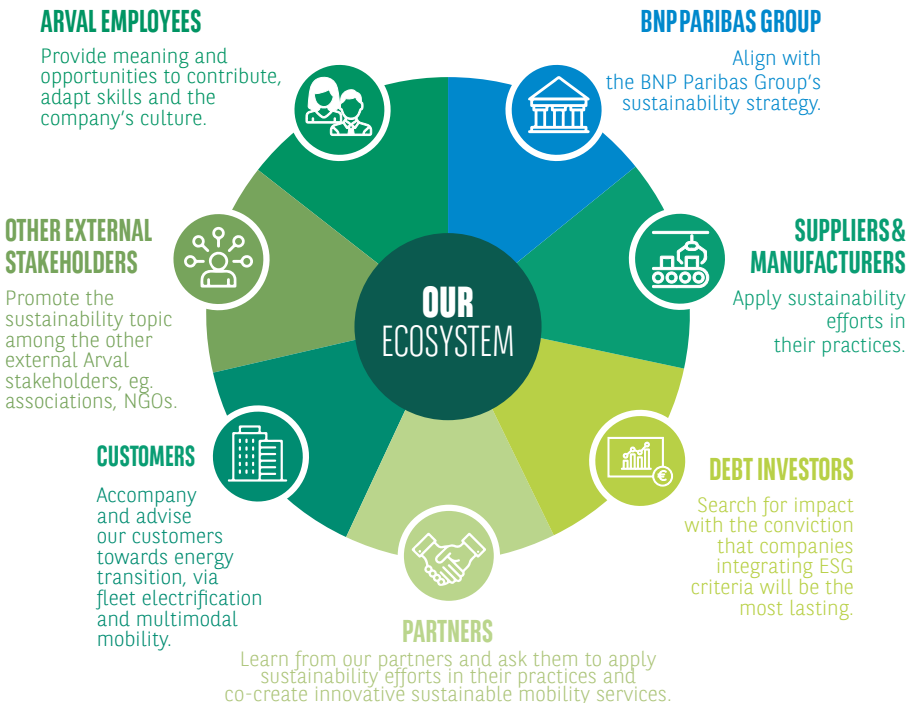 ARVAL EMPLOYEES
Provide meaning and
opportunities to contribute,
adapt skills and the
company's culture.
BNP PARIBAS GROUP
Align with
the BNP Paribas Group's
sustainability strategy.
OTHER EXTERNAL
STAKEHOLDERS
Promote the
sustainability topic
among the other
external Arval
stakeholders, eg.
associations, NGOs.
OUR
ECOSYSTEM
SUPPLIERS &
MANUFACTURERS
Apply sustainability
efforts in
their practices.
CUSTOMERS
Accompany
and advise
our customers
towards energy
transition, via
fleet electrification
and multimodal
mobility.
€
DEBT INVESTORS
Search for impact
with the conviction
that companies
integrating ESG
criteria will be the
most lasting.
PARTNERS
Learn from our partners and ask them to apply
sustainability efforts in their practices and
co-create innovative sustainable mobility services.